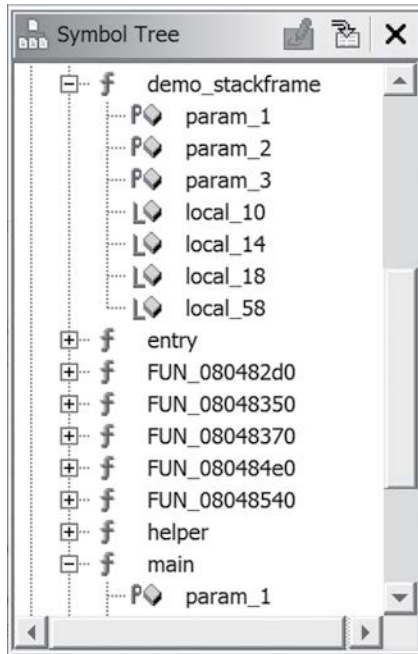 Symbol Tree
f demo_stackframe
P param_1
P param_2
P param_3
L local_10
L local_14
L local_18
L local_58
f entry
f FUN_080482d0
f FUN_08048350
f FUN_08048370
f FUN_080484e0
f FUN_08048540
f helper
f main
P param_1